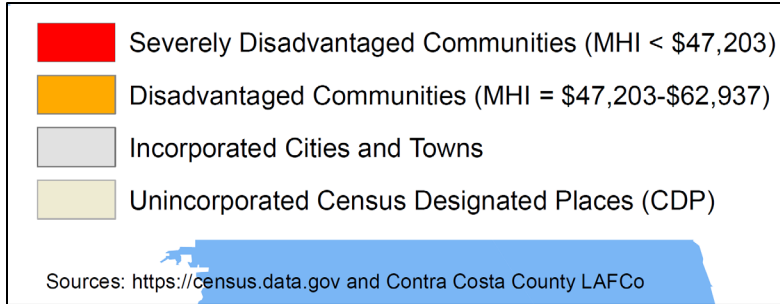 Severely Disadvantaged Communities (MHI < $47,203)
Disadvantaged Communities (MHI = $47,203-$62,937)
Incorporated Cities and Towns
Unincorporated Census Designated Places (CDP)
Sources: https://census.data.gov and Contra Costa County LAFCo